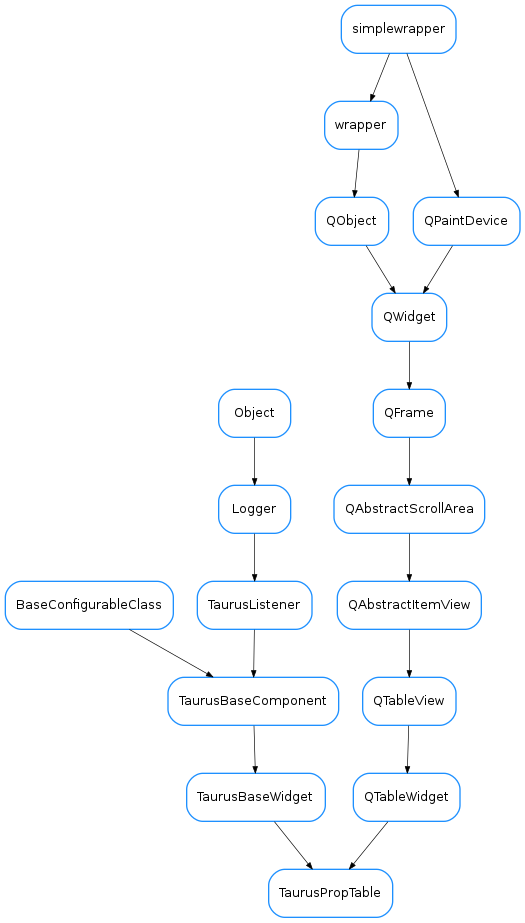 simplewrapper
wrapper
QObject
QPaintDevice
QWidget
Object
QFrame
Logger
QAbstractScrollArea
BaseConfigurableClass
TaurusListener
QAbstractItemView
TaurusBaseComponent
QTableView
TaurusBaseWidget
QTableWidget
TaurusPropTable